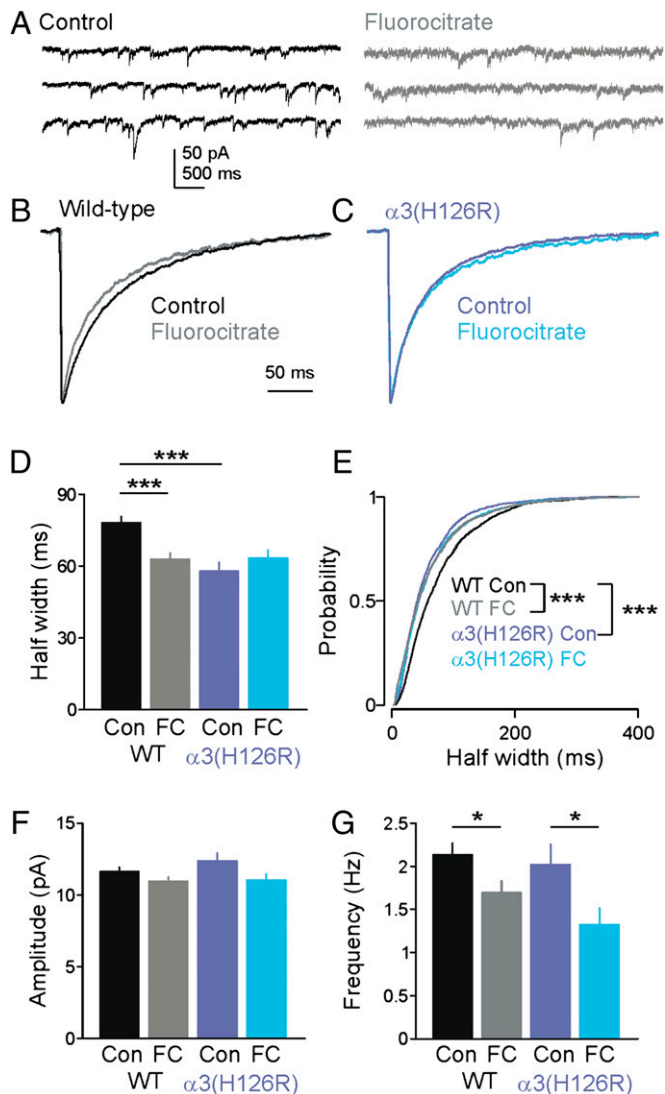 A
Control
Fluorocitrate
50 pA
500 ms
B
Wild-type
Control
Fluorocitrate
50 ms
C
α3(H126R)
Control
Fluorocitrate
D
***
***
Half width (ms)
90
60
30
0
Con FC Con FC
WT α3(H126R)
E
Probability
1
0.5
0
WT Con
WT FC
α3(H126R) Con
α3(H126R) FC
***
***
0 200 400
Half width (ms)
F
Amplitude (pA)
15
10
5
0
Con FC Con FC
WT α3(H126R)
G
* *
Frequency (Hz)
2.5
2
1.5
1
0.5
0
Con FC Con FC
WT α3(H126R)